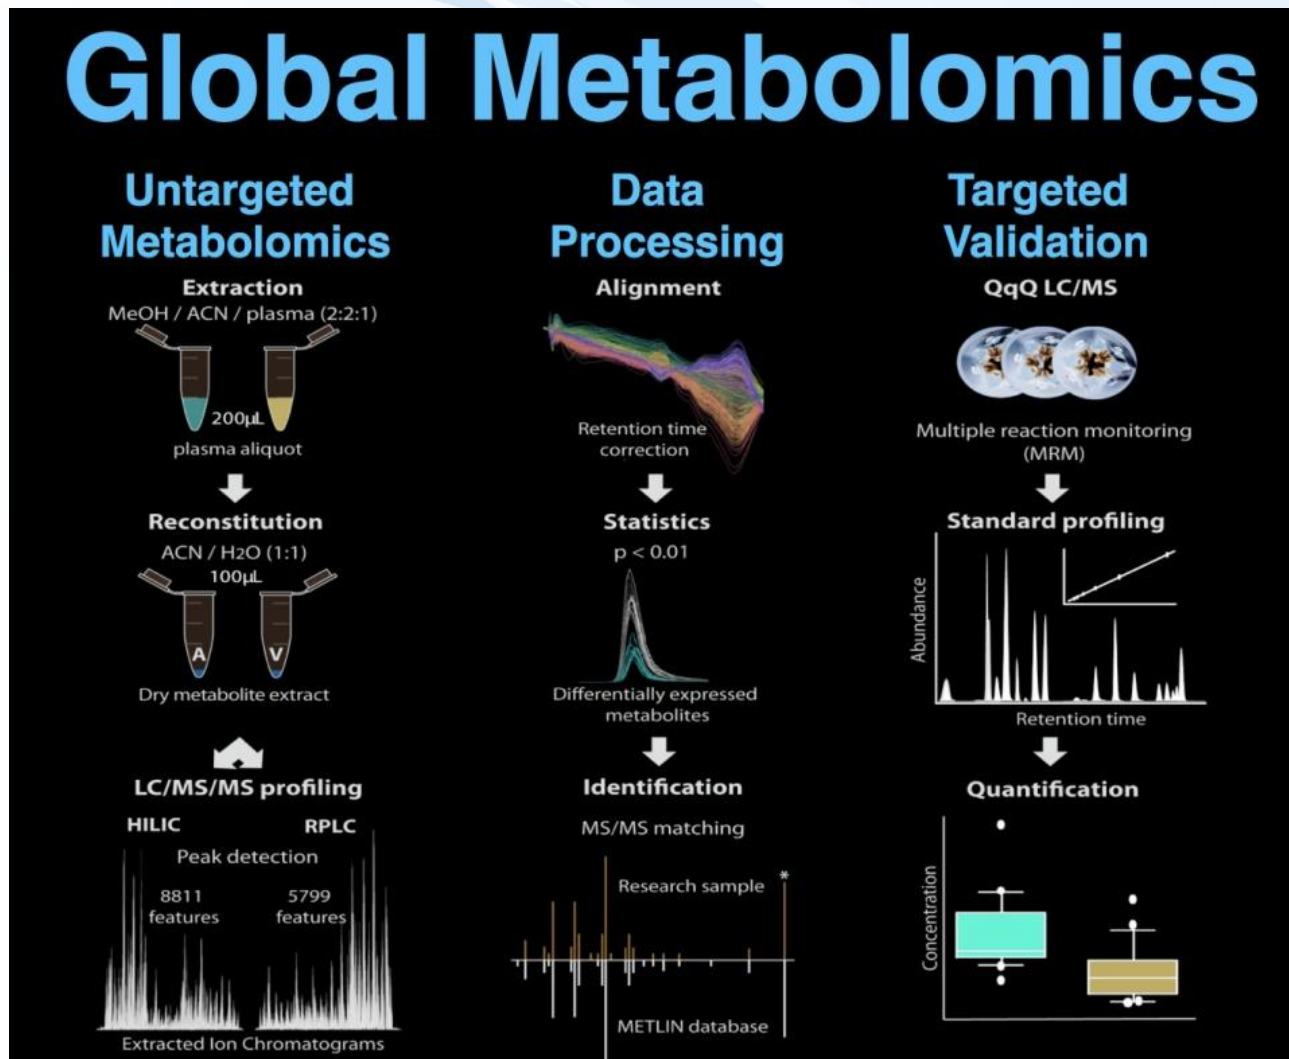 Global Metabolomics
Untargeted
Metabolomics
Extraction
MeOH / ACN / plasma (2:2:1)
200µL
plasma aliquot
Reconstitution
ACN / H2O (1:1)
100µL
A
V
Dry metabolite extract
LC/MS/MS profiling
HILIC
RPLC
Peak detection
8811
features
5799
features
Extracted Ion Chromatograms
Data
Processing
Alignment
Retention time
correction
Statistics
p < 0.01
Differentially expressed
metabolites
Identification
MS/MS matching
Research sample
*
METLIN database
Targeted
Validation
QqQ LC/MS
Multiple reaction monitoring
(MRM)
Standard profiling
Abundance
Retention time
Quantification
Concentration